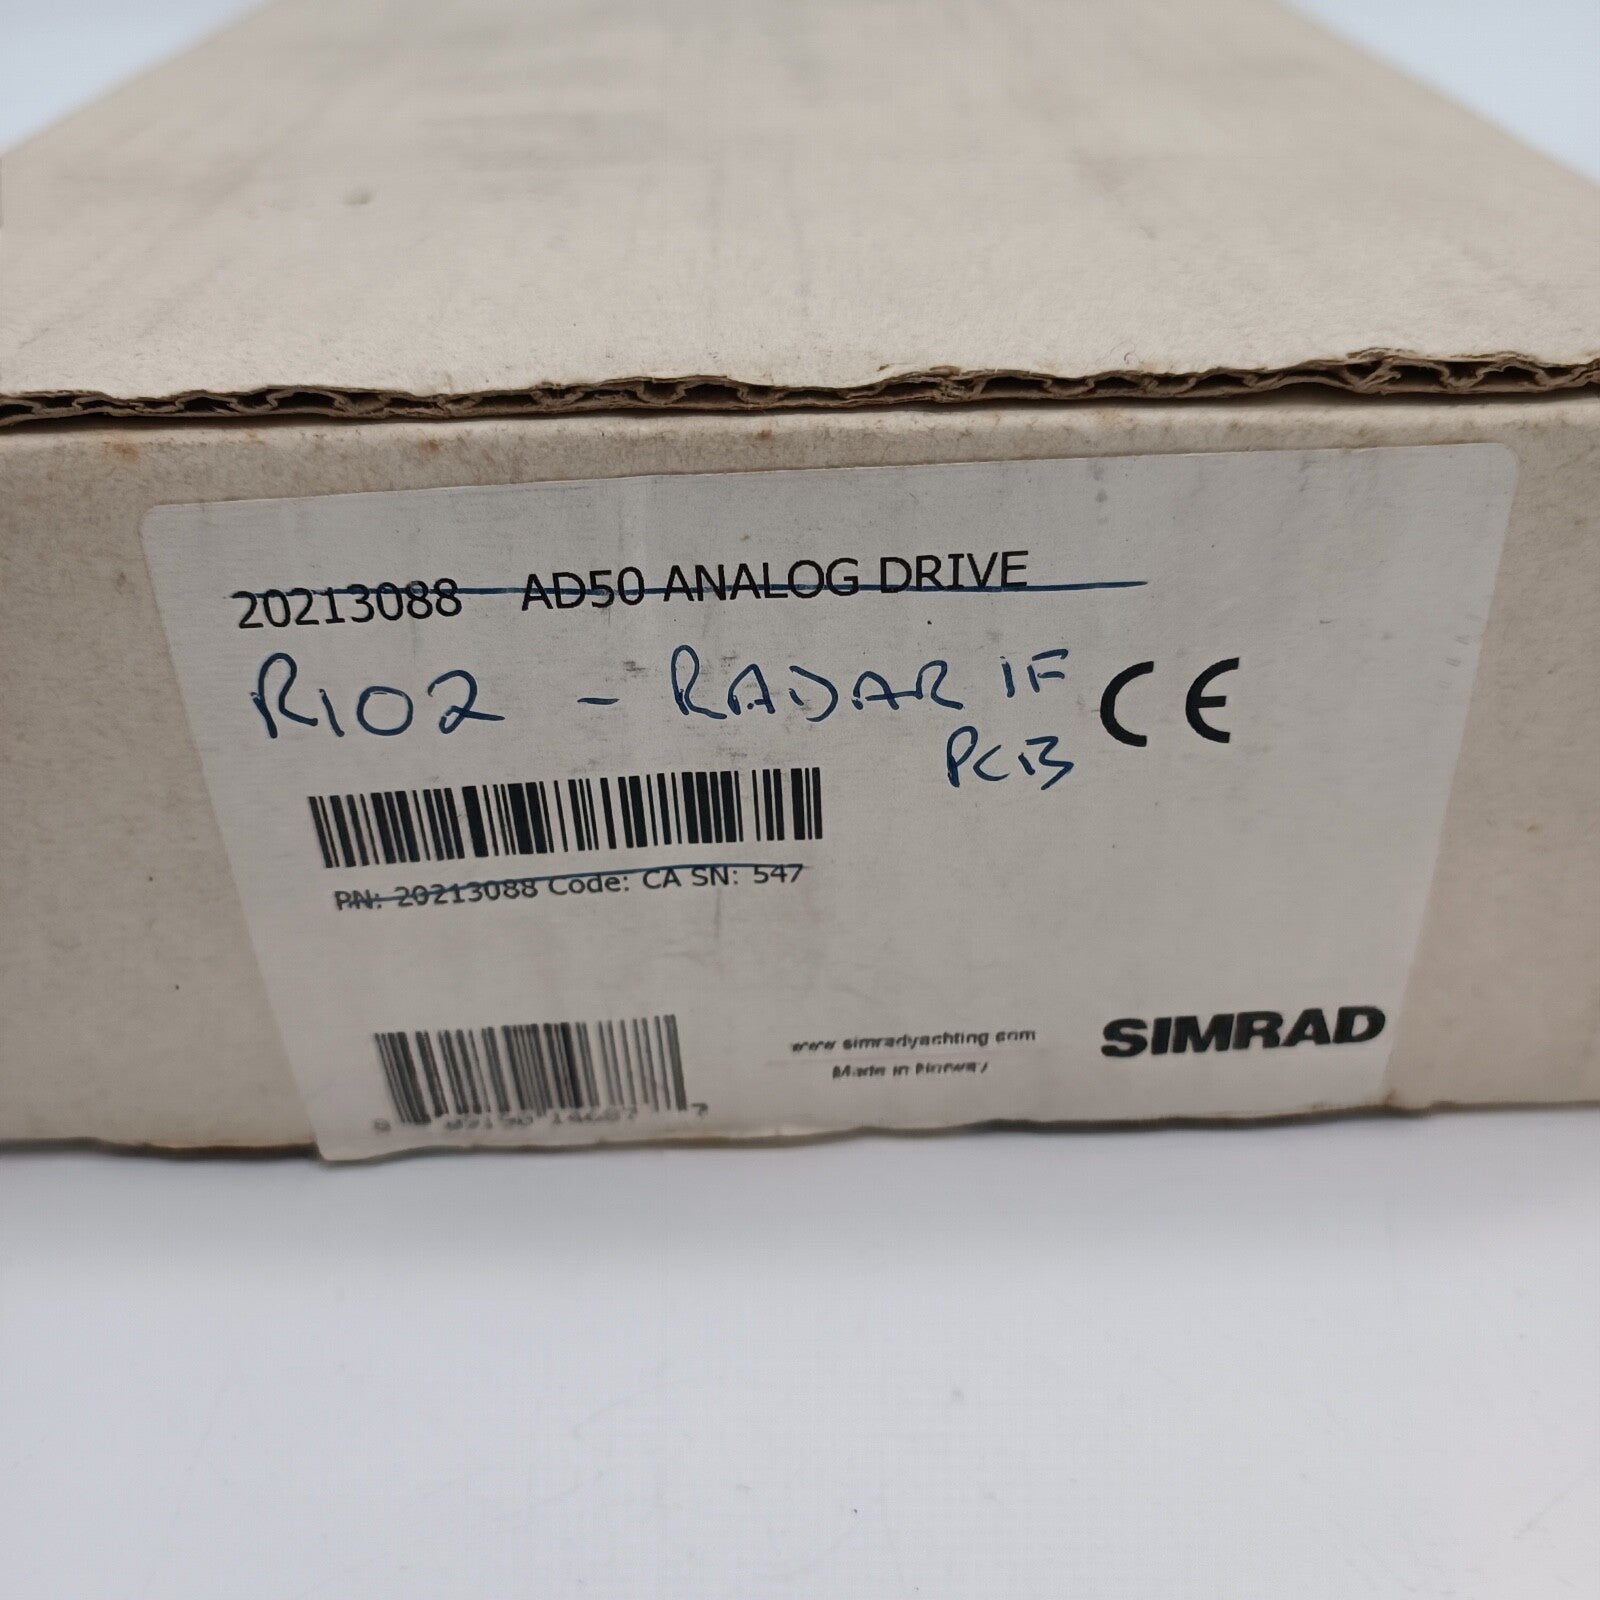 20213088 AD50 ANALOG DRIVE
R102 - RADAR IF
PCB
CE
PN: 20213088 Code: CA SN: 547
www.simradyachting.com
Made in Norway
SIMRAD